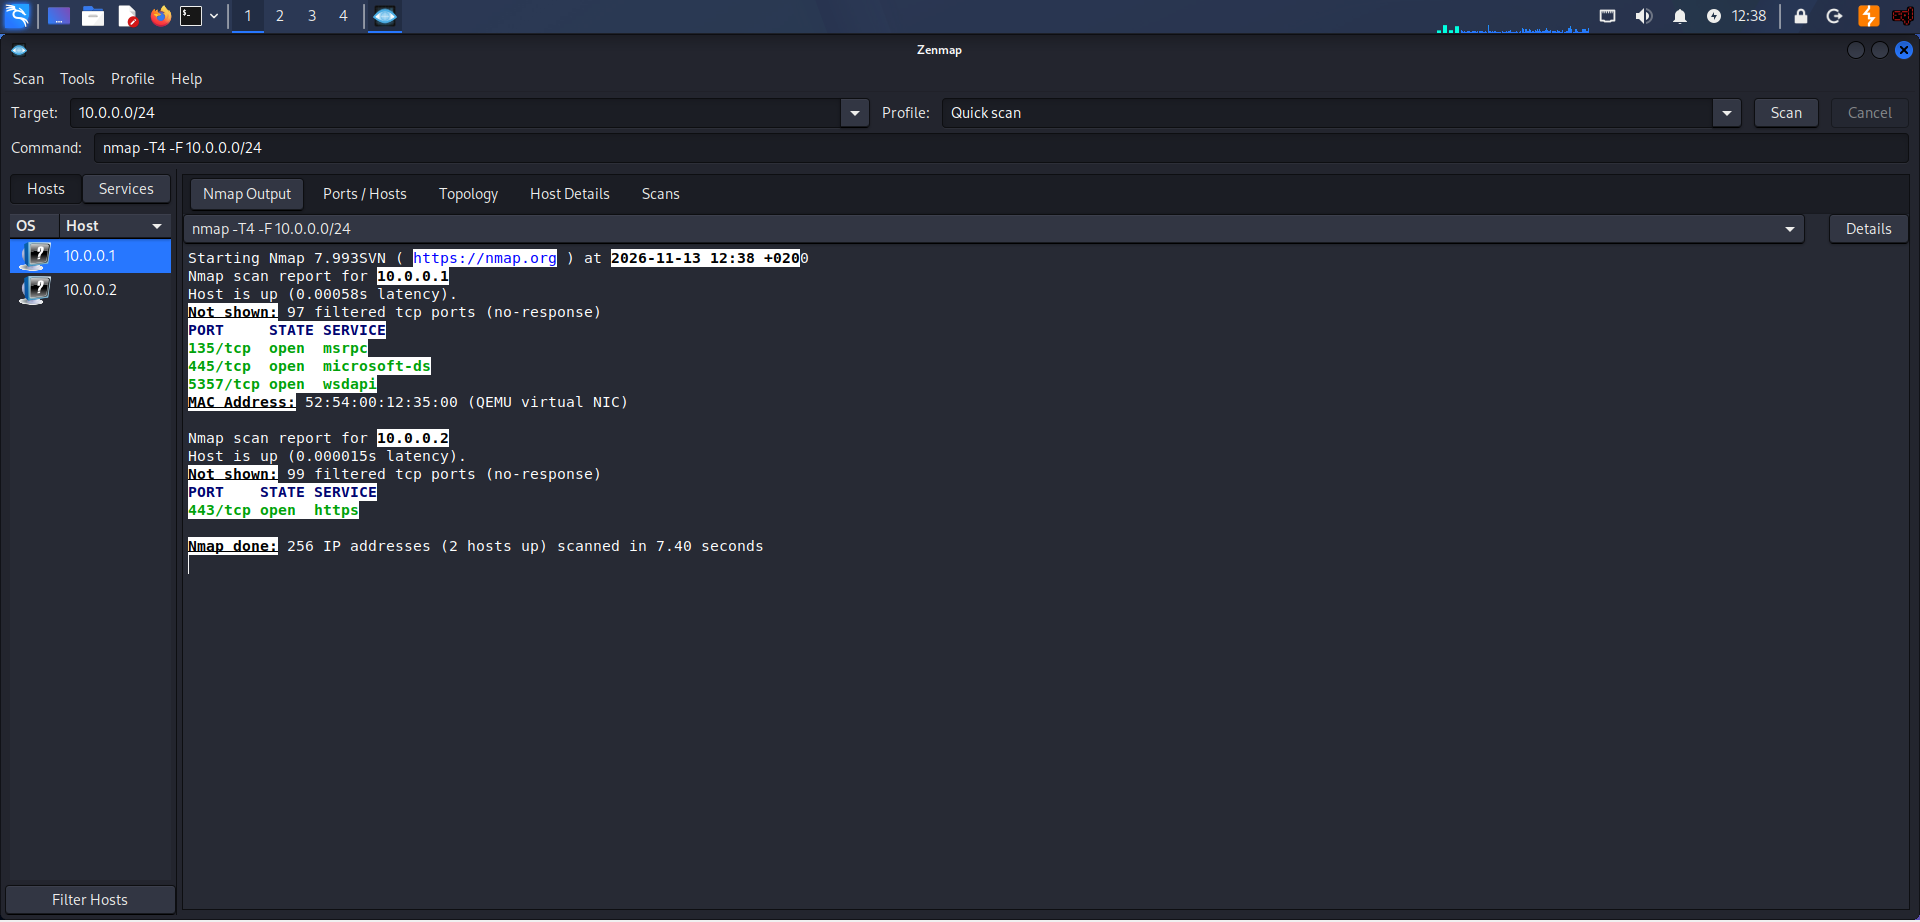 1 2 3 4 12:38
Zenmap
Scan Tools Profile Help
Target: 10.0.0.0/24 Profile: Quick scan Scan Cancel
Command: nmap -T4 -F 10.0.0.0/24
Hosts Services
Nmap Output Ports / Hosts Topology Host Details Scans
OS Host
10.0.0.1
10.0.0.2
nmap -T4 -F 10.0.0.0/24 Details
Starting Nmap 7.993SVN ( https://nmap.org ) at 2026-11-13 12:38 +0200
Nmap scan report for 10.0.0.1
Host is up (0.00058s latency).
Not shown: 97 filtered tcp ports (no-response)
PORT STATE SERVICE
135/tcp open msrpc
445/tcp open microsoft-ds
5357/tcp open wsdapi
MAC Address: 52:54:00:12:35:00 (QEMU virtual NIC)
Nmap scan report for 10.0.0.2
Host is up (0.000015s latency).
Not shown: 99 filtered tcp ports (no-response)
PORT STATE SERVICE
443/tcp open https
Nmap done: 256 IP addresses (2 hosts up) scanned in 7.40 seconds
Filter Hosts